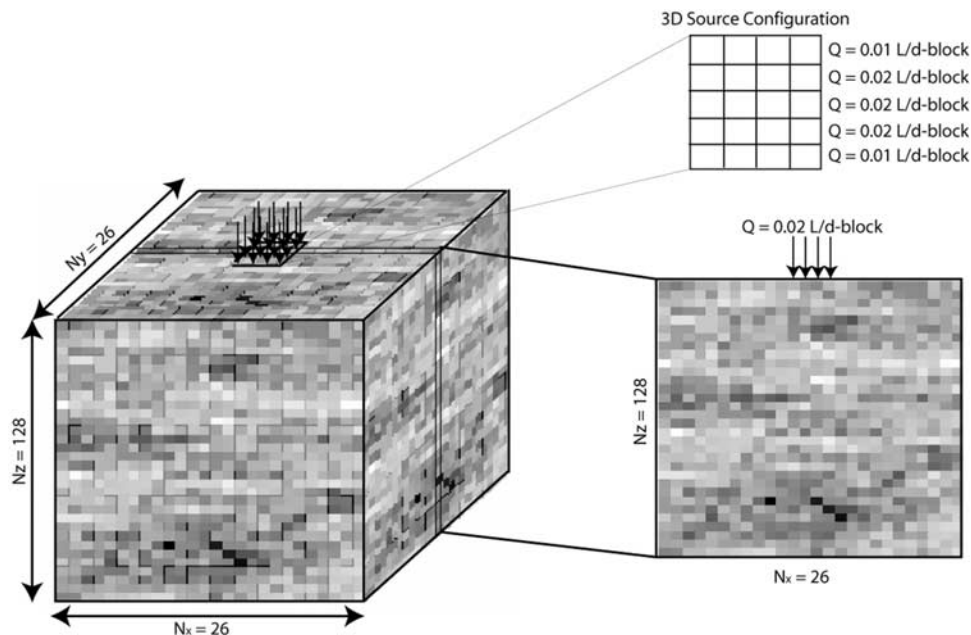 3D Source Configuration
Q = 0.01 L/d-block
Q = 0.02 L/d-block
Q = 0.02 L/d-block
Q = 0.02 L/d-block
Q = 0.01 L/d-block
Ny = 26
Q = 0.02 L/d-block
Nz = 128
Nz = 128
Nx = 26
Nx = 26